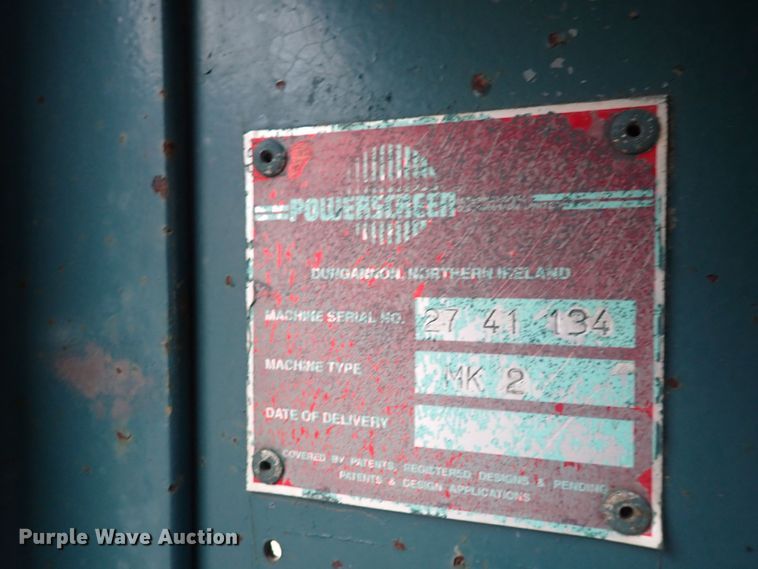 POWERSCREEN
DUNGANNON, NORTHERN IRELAND
MACHINE SERIAL NO. 27 41 134
MACHINE TYPE MK 2
DATE OF DELIVERY
COVERED BY PATENTS, REGISTERED DESIGNS & PENDING
PATENTS & DESIGN APPLICATIONS
Purple Wave Auction